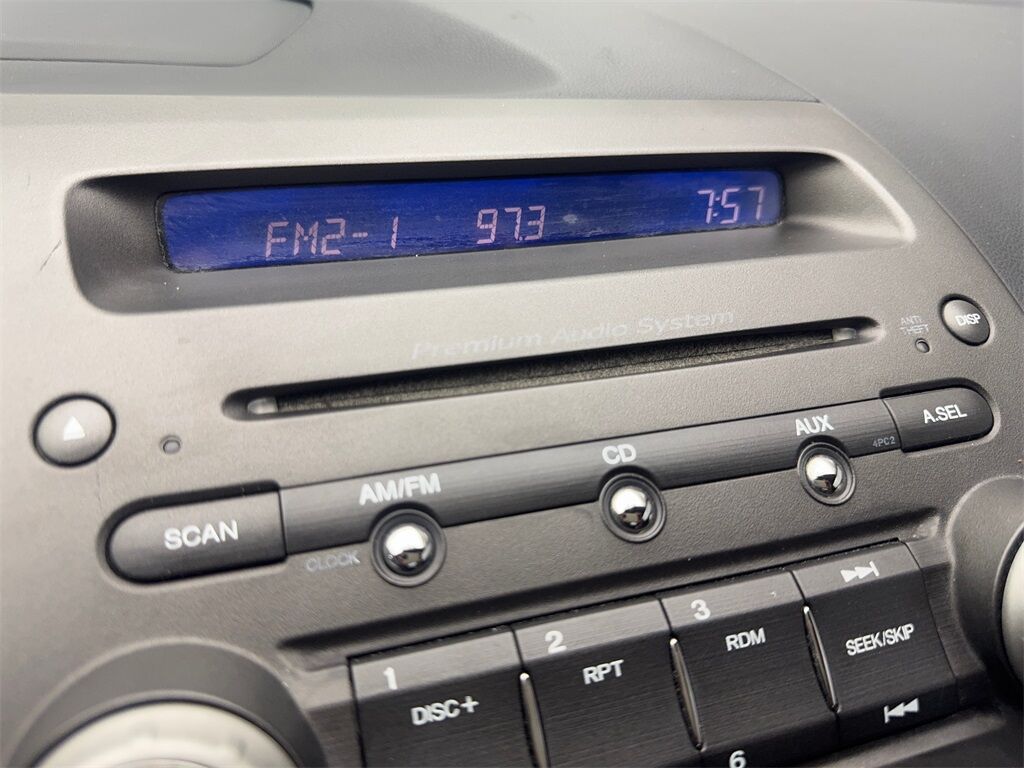 FM2-1 97.3 7:57
Premium Audio System
ANTI THEFT
DISP
A.SEL
AUX
4PC2
CD
AM/FM
SCAN
CLOCK
1 DISC+
2 RPT
3 RDM
SEEK/SKIP
6